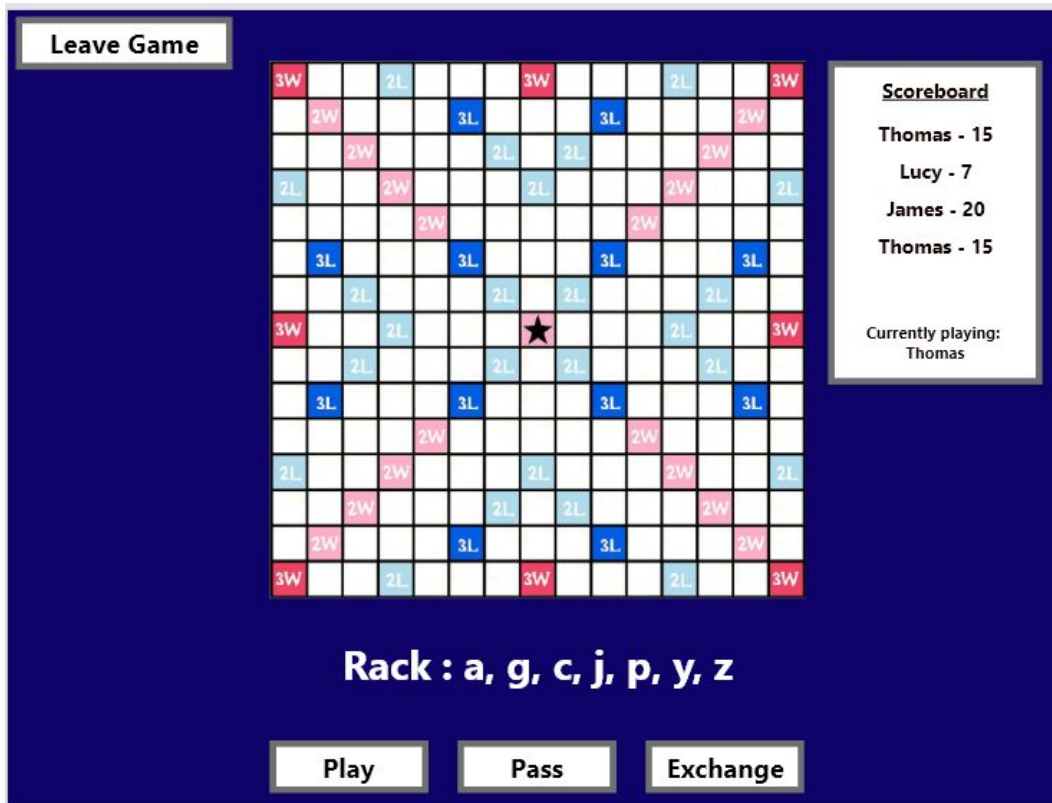 Leave Game
3W 2L 3W 2L 3W
2W 3L 3L 2W
2W 2L 2L 2W
2L 2W 2L 2W 2L
2W 2W
3L 3L 3L 3L
2L 2L 2L 2L
3W 2L 2L 3W
2L 2L 2L 2L
3L 3L 3L 3L
2W 2W
2L 2W 2L 2W 2L
2W 2L 2L 2W
2W 3L 3L 2W
3W 2L 3W 2L 3W
Scoreboard
Thomas - 15
Lucy - 7
James - 20
Thomas - 15
Currently playing:
Thomas
Rack : a, g, c, j, p, y, z
Play Pass Exchange